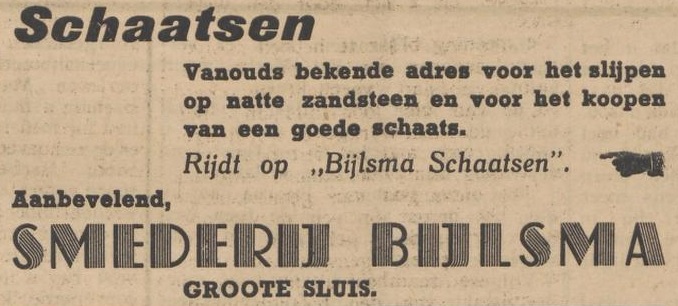 Schaatsen
Vanouds bekende adres voor het slijpen
op natte zandsteen en voor het koopen
van een goede schaats.
Rijdt op „Bijlsma Schaatsen”.
Aanbevelend,
SMEDERIJ BIJLSMA
GROOTE SLUIS.